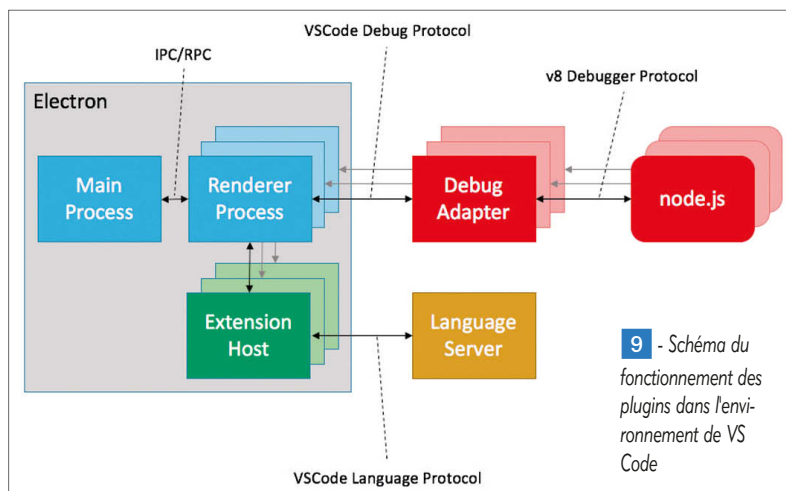 VSCode Debug Protocol
IPC/RPC
v8 Debugger Protocol
Electron
Main
Process
Renderer
Process
Debug
Adapter
node.js
Extension
Host
Language
Server
9 - Schéma du
fonctionnement des
plugins dans l'envi-
ronnement de VS
Code
VSCode Language Protocol